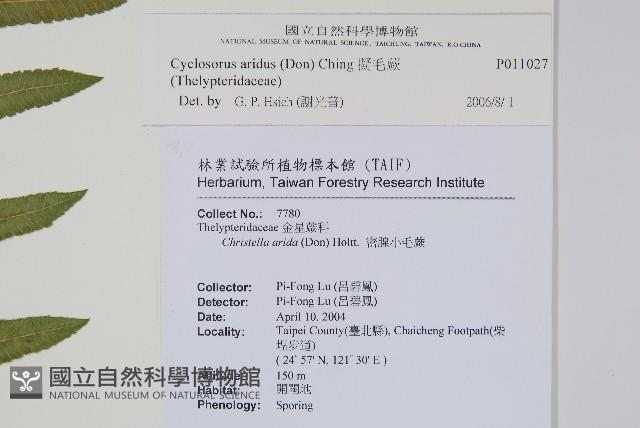 國立自然科學博物館
NATIONAL MUSEUM OF NATURAL SCIENCE, TAICHUNG, TAIWAN, R.O.CHINA
Cyclosorus aridus (Don) Ching 擬毛蕨 P011027
(Thelypteridaceae)
Det. by G. P. Hsieh (謝光普) 2006/8/ 1
林業試驗所植物標本館 (TAIF)
Herbarium, Taiwan Forestry Research Institute
Collect No.: 7780
Thelypteridaceae 金星蕨科
Christella arida (Don) Holtt. 密腺小毛蕨
Collector: Pi-Fong Lu (呂碧鳳)
Detector: Pi-Fong Lu (呂碧鳳)
Date: April 10, 2004
Locality: Taipei County(臺北縣), Chaicheng Footpath(柴
埕步道)
( 24° 57' N, 121° 30' E )
Altitude: 150 m
Habitat: 開闊地
Phenology: Sporing
國立自然科學博物館
NATIONAL MUSEUM OF NATURAL SCIENCE